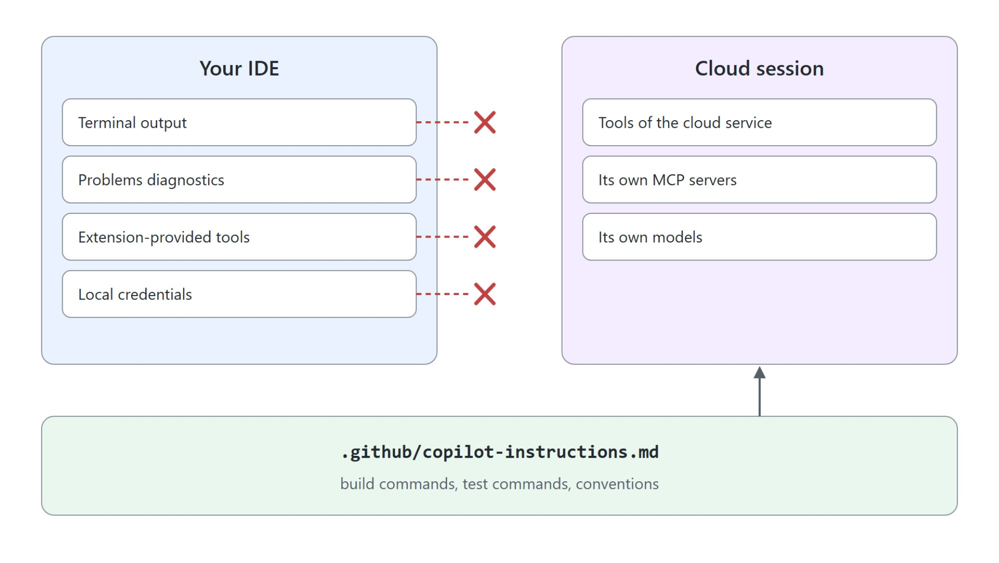 Your IDE
Terminal output
Problems diagnostics
Extension-provided tools
Local credentials
Cloud session
Tools of the cloud service
Its own MCP servers
Its own models
.github/copilot-instructions.md
build commands, test commands, conventions